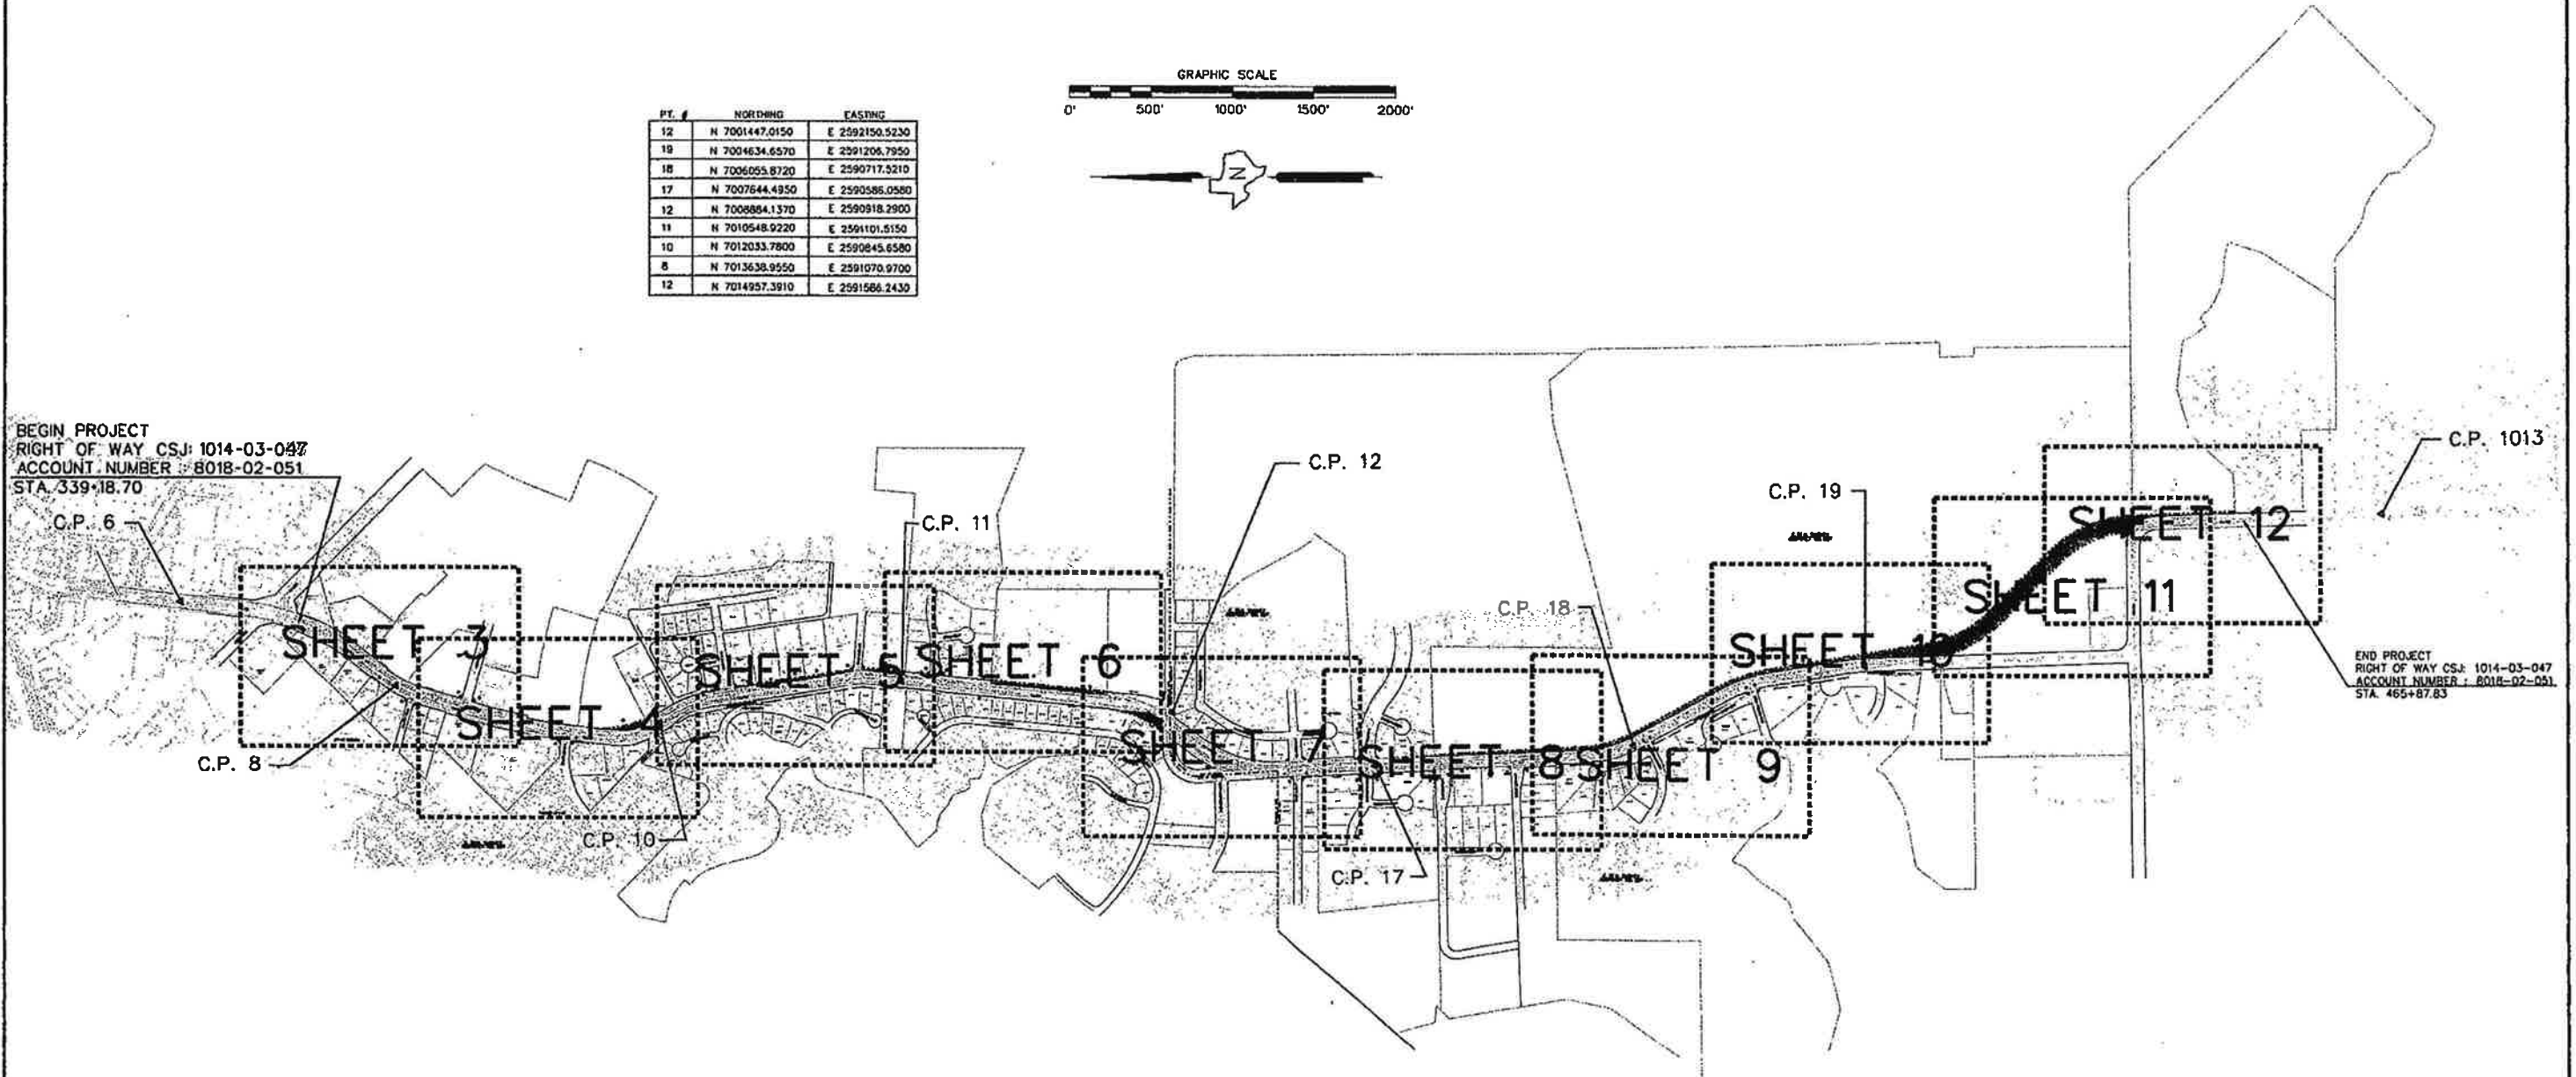 GRAPHIC SCALE
0' 500' 1000' 1500' 2000'
N
PT. # NORTHING EASTING
12 N 7001447.0150 E 2592150.5230
19 N 7004634.6570 E 2591206.7950
18 N 7006055.8720 E 2590717.5210
17 N 7007644.4950 E 2590586.0580
12 N 7008884.1370 E 2590918.2900
11 N 7010548.9220 E 2591101.5150
10 N 7012033.7800 E 2590845.6580
8 N 7013638.9550 E 2591070.9700
12 N 7014957.3910 E 2591586.2430
BEGIN PROJECT
RIGHT OF WAY CSJ: 1014-03-047
ACCOUNT NUMBER : 8018-02-051
STA. 339+18.70
C.P. 6
C.P. 8
C.P. 10
C.P. 11
C.P. 12
C.P. 17
C.P. 18
C.P. 19
C.P. 1013
SHEET 3
SHEET 4
SHEET 5
SHEET 6
SHEET 7
SHEET 8
SHEET 9
SHEET 10
SHEET 11
SHEET 12
END PROJECT
RIGHT OF WAY CSJ: 1014-03-047
ACCOUNT NUMBER : 8018-02-051
STA. 465+87.83